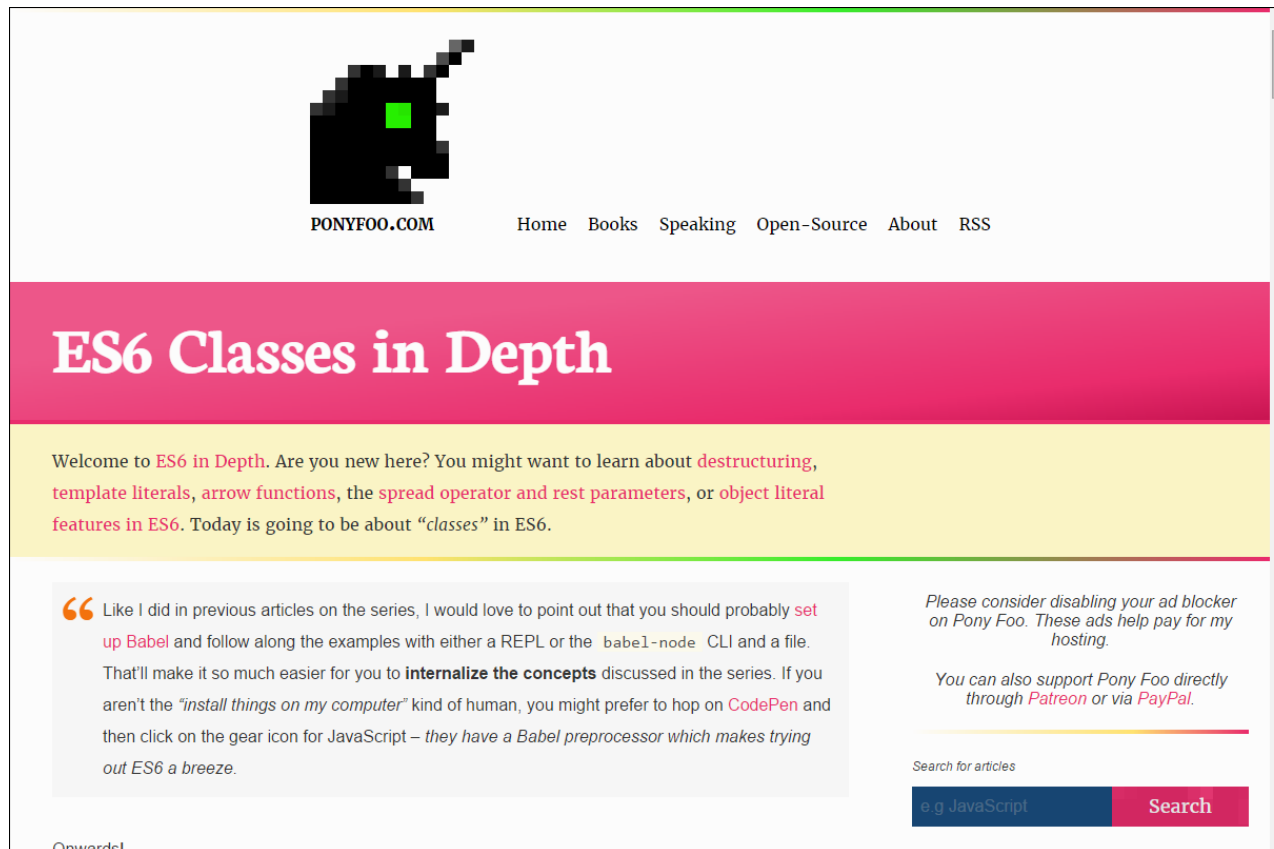 PONYFOO.COM
Home Books Speaking Open-Source About RSS
ES6 Classes in Depth
Welcome to ES6 in Depth. Are you new here? You might want to learn about destructuring,
template literals, arrow functions, the spread operator and rest parameters, or object literal
features in ES6. Today is going to be about “classes” in ES6.
“ Like I did in previous articles on the series, I would love to point out that you should probably set
up Babel and follow along the examples with either a REPL or the babel-node CLI and a file.
That’ll make it so much easier for you to internalize the concepts discussed in the series. If you
aren’t the “install things on my computer” kind of human, you might prefer to hop on CodePen and
then click on the gear icon for JavaScript – they have a Babel preprocessor which makes trying
out ES6 a breeze.
Onwards!
Please consider disabling your ad blocker
on Pony Foo. These ads help pay for my
hosting.
You can also support Pony Foo directly
through Patreon or via PayPal.
Search for articles
e.g JavaScript
Search